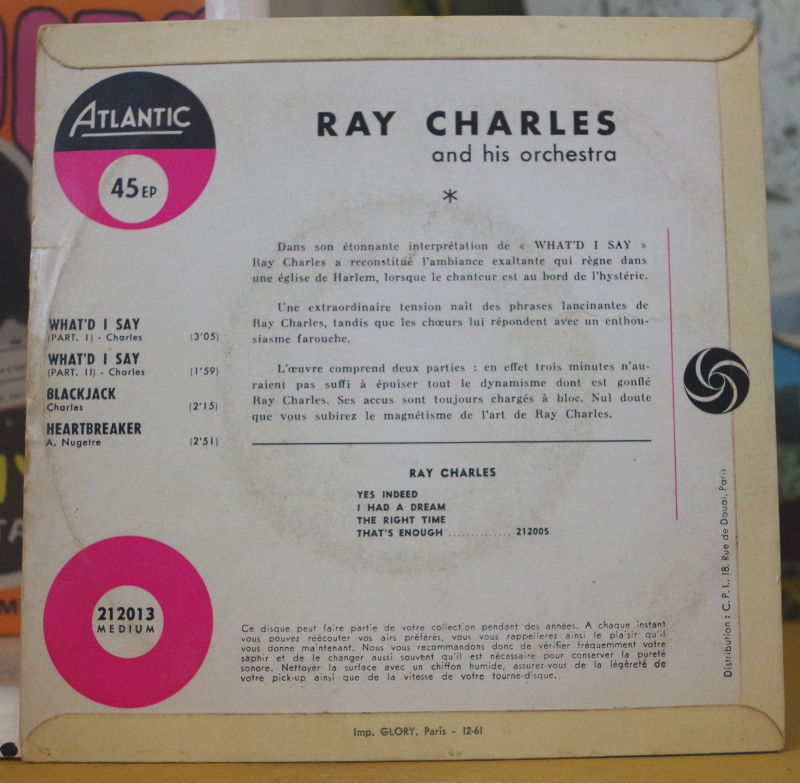 ATLANTIC
45 EP
RAY CHARLES
and his orchestra
*
Dans son étonnante interprétation de « WHAT'D I SAY »
Ray Charles a reconstitué l'ambiance exaltante qui règne dans
une église de Harlem, lorsque le chanteur est au bord de l'hystérie.
Une extraordinaire tension naît des phrases lancinantes de
Ray Charles, tandis que les chœurs lui répondent avec un enthou-
siasme farouche.
L'œuvre comprend deux parties : en effet trois minutes n'au-
raient pas suffi à épuiser tout le dynamisme dont est gonflé
Ray Charles. Ses accus sont toujours chargés à bloc. Nul doute
que vous subirez le magnétisme de l'art de Ray Charles.
WHAT'D I SAY
(PART. I) - Charles (3'05)
WHAT'D I SAY
(PART. II) - Charles (1'59)
BLACKJACK
Charles (2'15)
HEARTBREAKER
A. Nugetre (2'51)
RAY CHARLES
YES INDEED
I HAD A DREAM
THE RIGHT TIME
THAT'S ENOUGH .............. 212005
212013
MEDIUM
Ce disque peut faire partie de votre collection pendant des années. A chaque instant
vous pouvez réécouter vos airs préférés, vous vous rappellerez ainsi le plaisir qu'il
vous donne maintenant. Nous vous recommandons donc de vérifier fréquemment votre
saphir et de le changer aussi souvent qu'il est nécessaire pour conserver la pureté
sonore. Nettoyer la surface avec un chiffon humide, assurez-vous de la légèreté de
votre pick-up ainsi que de la vitesse de votre tourne-disque.
Distribution : C.P.I., 18, Rue de Douai, Paris
Imp. GLORY, Paris - 12-61